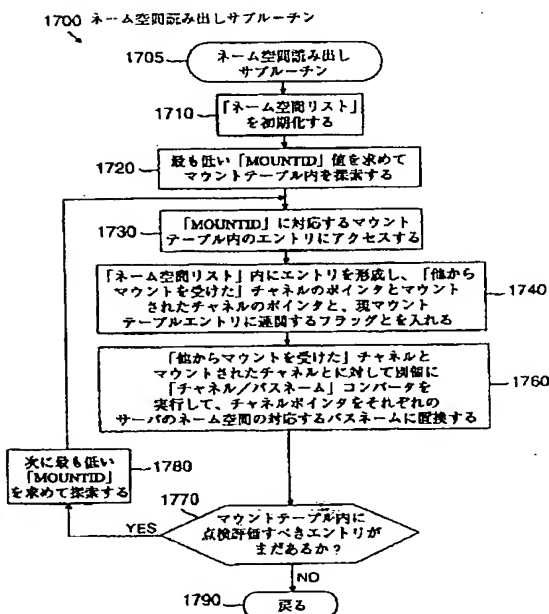 1700 ネーム空間読み出しサブルーチン
1705
ネーム空間読み出し
サブルーチン
1710
「ネーム空間リスト」
を初期化する
1720
最も低い「MOUNTID」値を求めて
マウントテーブル内を探索する
1730
「MOUNTID」に対応するマウント
テーブル内のエントリにアクセスする
「ネーム空間リスト」内にエントリを形成し、「他から
マウントを受けた」チャネルのポインタとマウント
されたチャネルのポインタと、現マウント
テーブルエントリに連関するフラッグとを入れる
1740
「他からマウントを受けた」チャネルと
マウントされたチャネルとに対して別個に
「チャネル/パスネーム」コンバータを
実行して、チャネルポインタをそれぞれの
サーバのネーム空間の対応するパスネームに置換する
1760
次に最も低い
「MOUNTID」
を求めて探索する
1780
1770
マウントテーブル内に
点検評価すべきエントリが
まだあるか?
YES
NO
1790
戻る